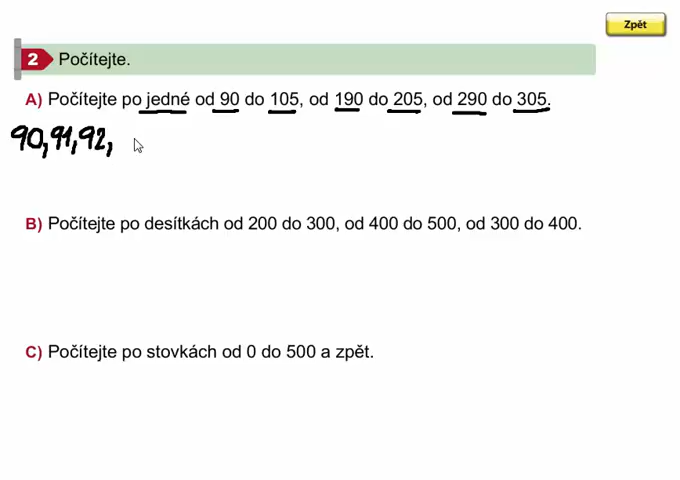 Zpět
2 Počítejte.
A) Počítejte po jedné od 90 do 105, od 190 do 205, od 290 do 305.
90, 91, 92,
B) Počítejte po desítkách od 200 do 300, od 400 do 500, od 300 do 400.
C) Počítejte po stovkách od 0 do 500 a zpět.